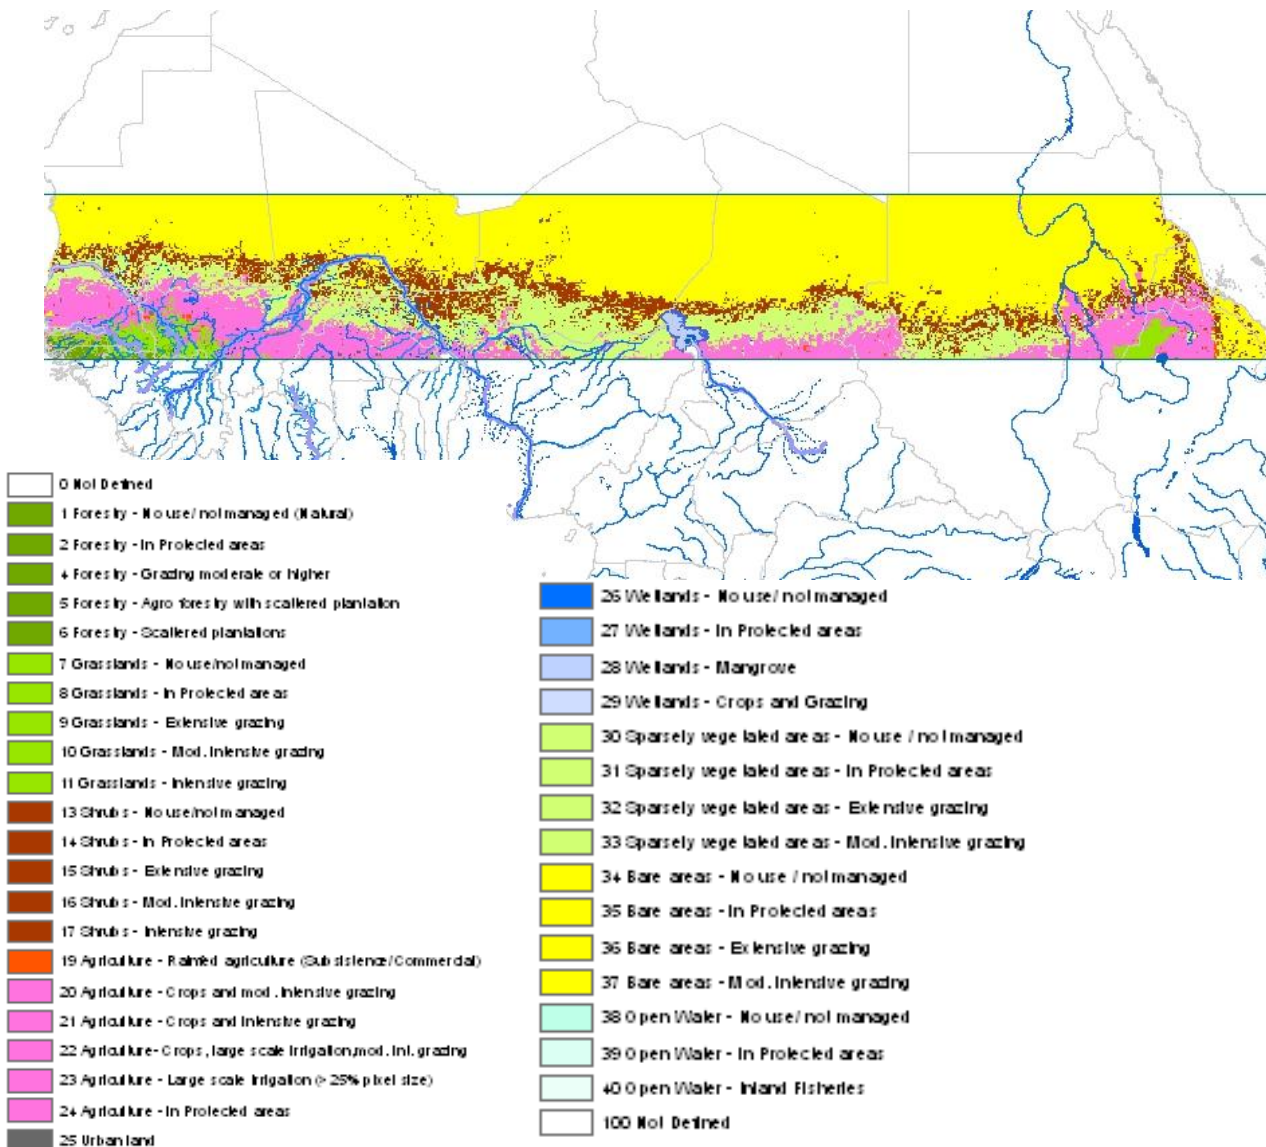 0 Not Defined
1 Forestry - No use/not managed (Natural)
2 Forestry - In Protected areas
4 Forestry - Grazing moderate or higher
5 Forestry - Agro forestry with scattered plantation
6 Forestry - Scattered plantations
7 Grasslands - No use/not managed
8 Grasslands - In Protected areas
9 Grasslands - Extensive grazing
10 Grasslands - Mod. Intensive grazing
11 Grasslands - Intensive grazing
13 Shrubs - No use/not managed
14 Shrubs - In Protected areas
15 Shrubs - Extensive grazing
16 Shrubs - Mod. Intensive grazing
17 Shrubs - Intensive grazing
19 Agriculture - Rainfed agriculture (Subsistence/Commercial)
20 Agriculture - Crops and mod. Intensive grazing
21 Agriculture - Crops and Intensive grazing
22 Agriculture- Crops, large scale Irrigation,mod. Int. grazing
23 Agriculture - Large scale Irrigation (> 25% pixel size)
24 Agriculture - In Protected areas
25 Urban land
26 Wetlands - No use/ not managed
27 Wetlands - In Protected areas
28 Wetlands - Mangrove
29 Wetlands - Crops and Grazing
30 Sparsely vegetated areas - No use / not managed
31 Sparsely vegetated areas - In Protected areas
32 Sparsely vegetated areas - Extensive grazing
33 Sparsely vegetated areas - Mod. Intensive grazing
34 Bare areas - No use / not managed
35 Bare areas - In Protected areas
36 Bare areas - Extensive grazing
37 Bare areas - Mod. Intensive grazing
38 Open Water - No use/ not managed
39 Open Water - In Protected areas
40 Open Water - Inland Fisheries
100 Not Defined